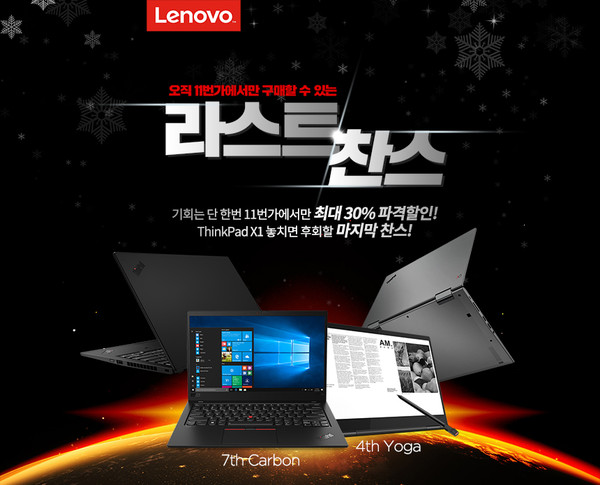 Lenovo
오직 11번가에서만 구매할 수 있는
라스트
찬스
기회는 단 한번 11번가에서만 최대 30% 파격할인!
ThinkPad X1 놓치면 후회할 마지막 찬스!
AM.
7th Carbon
4th Yoga